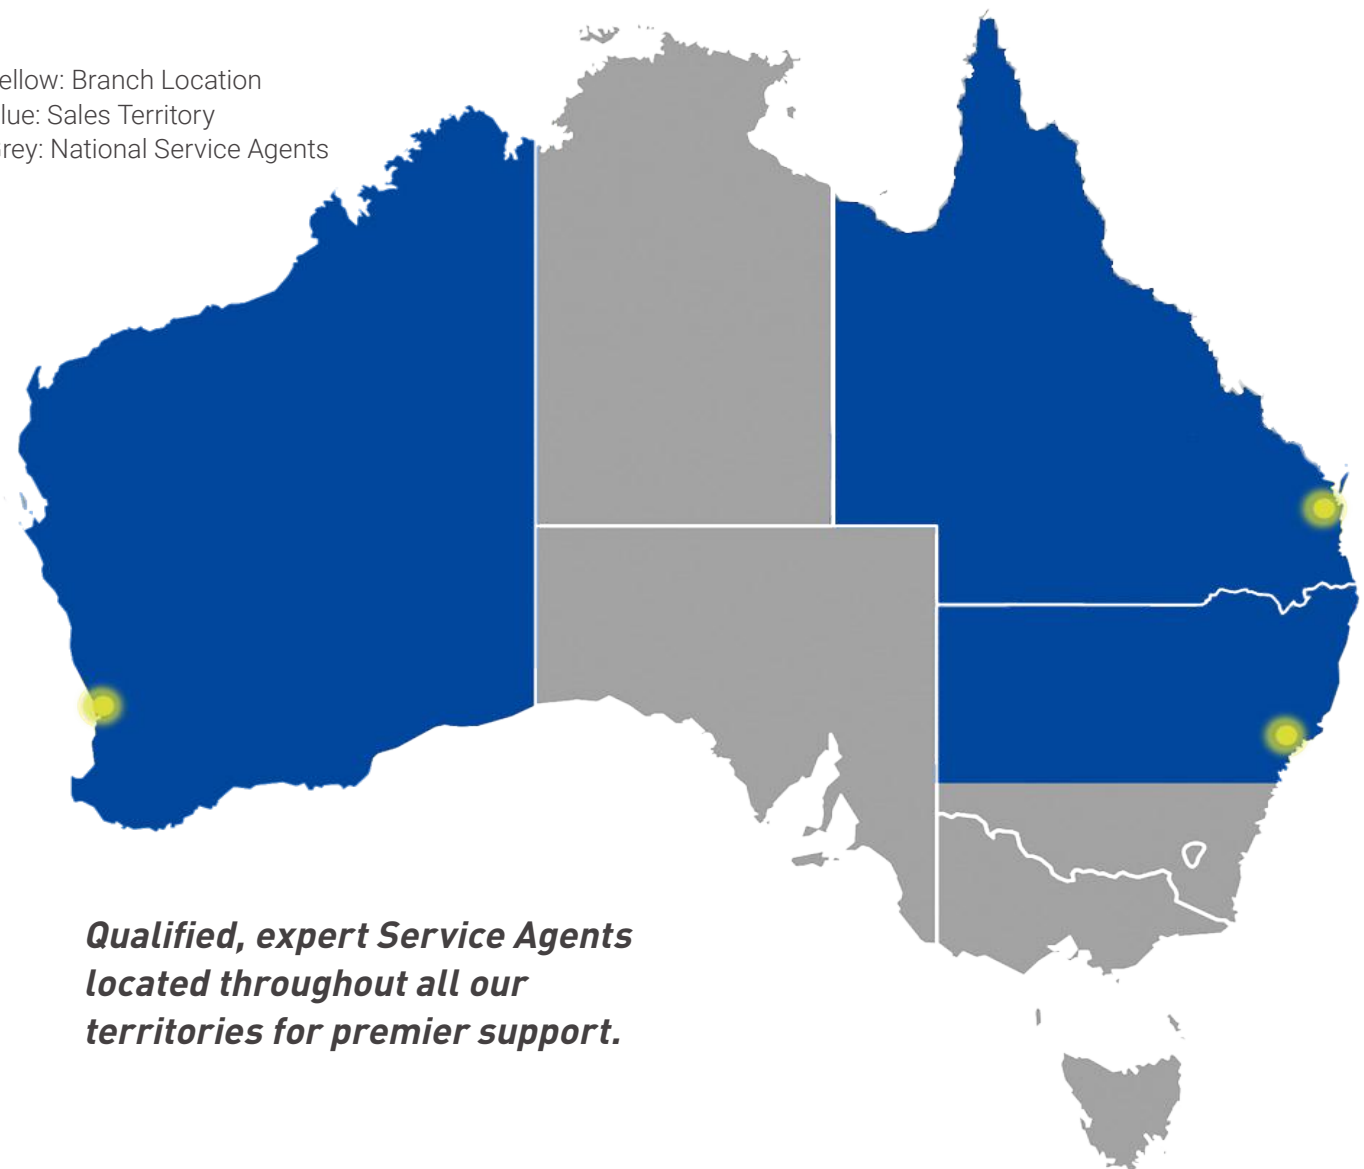 ellow: Branch Location
lue: Sales Territory
rey: National Service Agents
Qualified, expert Service Agents
located throughout all our
territories for premier support.